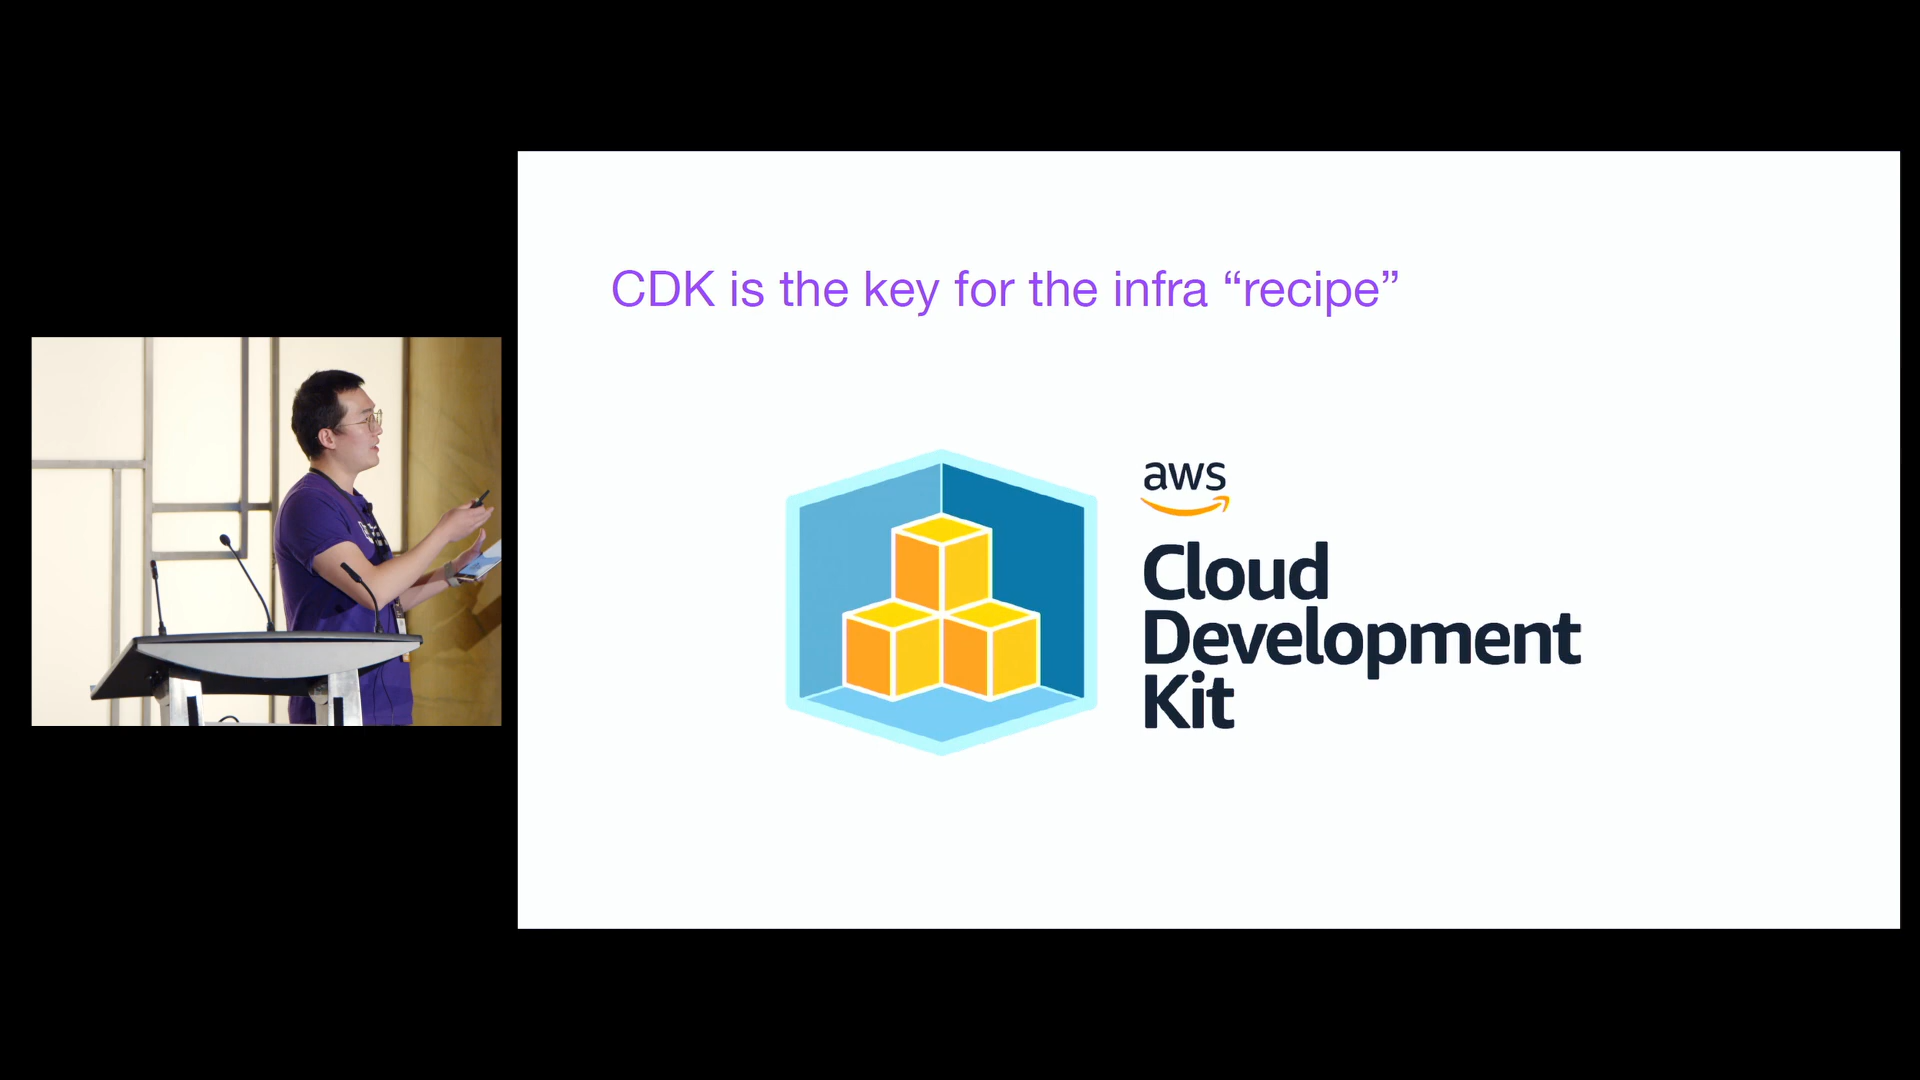 CDK is the key for the infra “recipe”
aws
Cloud
Development
Kit